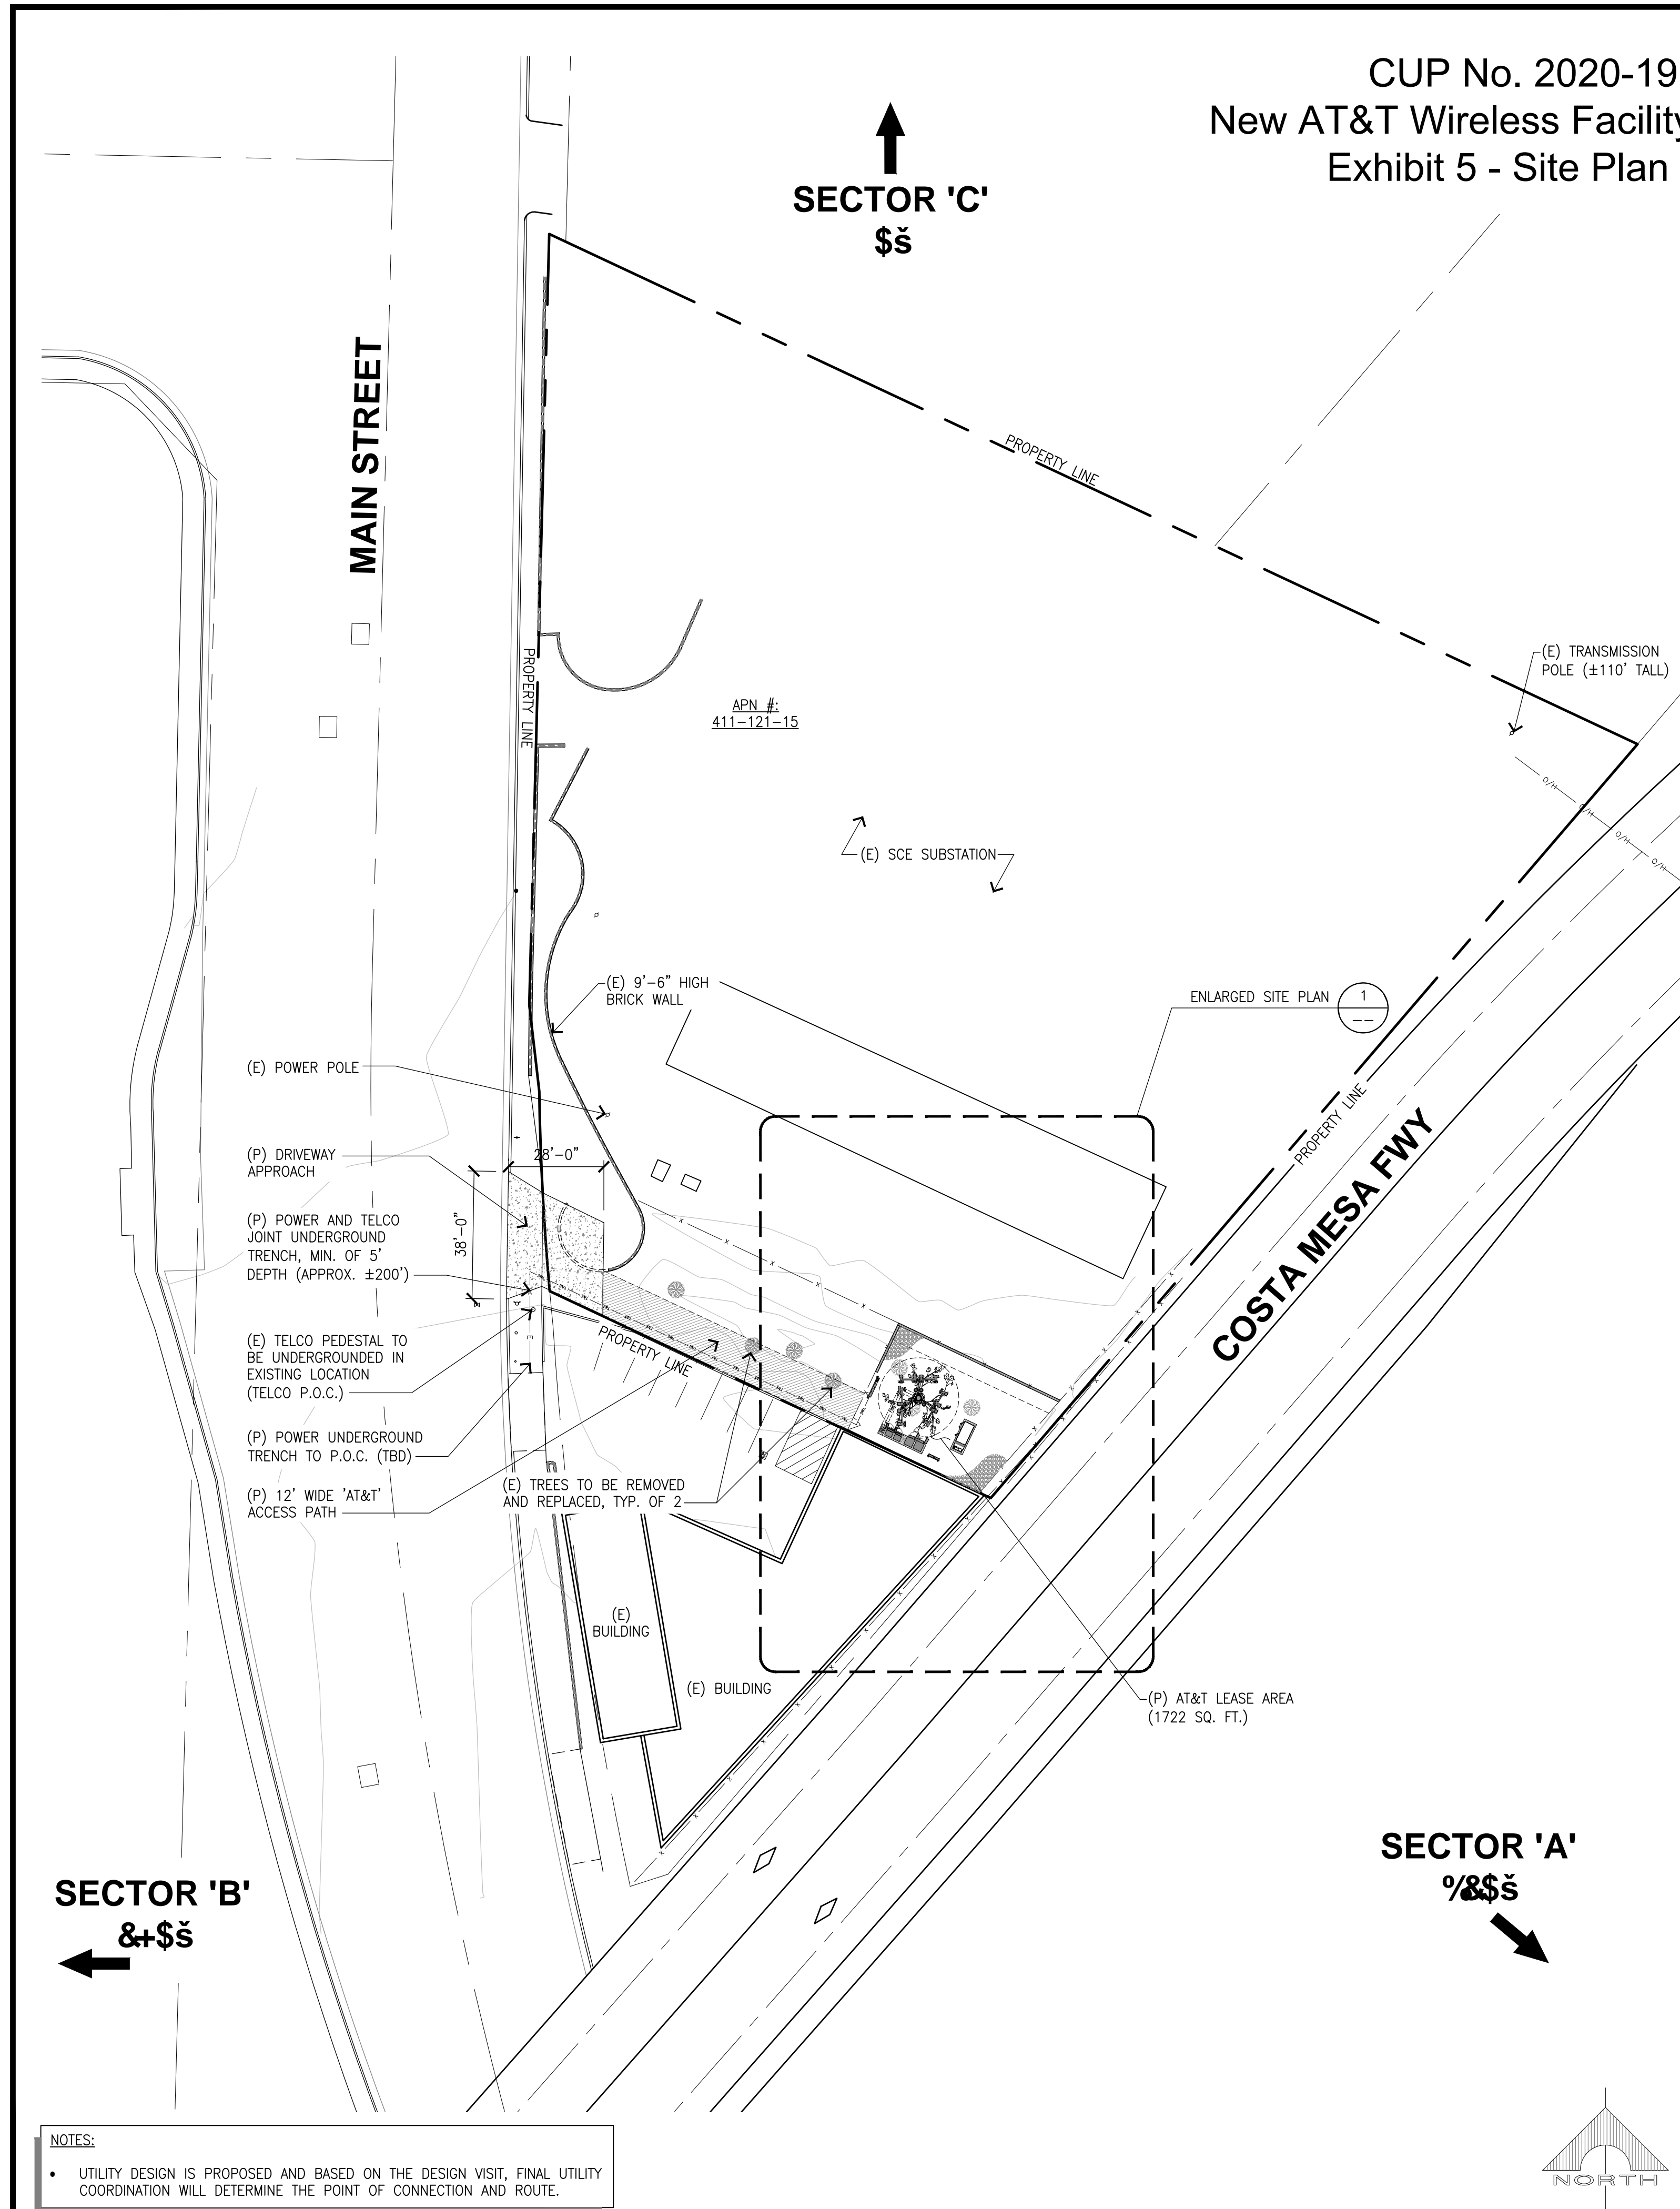 CUP No. 2020-19
New AT&T Wireless Facility
Exhibit 5 - Site Plan
SECTOR 'C'
$š
MAIN STREET
PROPERTY LINE
(E) TRANSMISSION
POLE (±110' TALL)
PROPERTY LINE
APN #:
411-121-15
O/H
O/H
O/H
O/H
(E) SCE SUBSTATION
(E) 9'-6" HIGH
BRICK WALL
ENLARGED SITE PLAN
1
--
(E) POWER POLE
PROPERTY LINE
COSTA MESA FWY
(P) DRIVEWAY
APPROACH
28'-0"
38'-0"
(P) POWER AND TELCO
JOINT UNDERGROUND
TRENCH, MIN. OF 5'
DEPTH (APPROX. ±200')
(E) TELCO PEDESTAL TO
BE UNDERGROUNDED IN
EXISTING LOCATION
(TELCO P.O.C.)
PROPERTY LINE
(P) POWER UNDERGROUND
TRENCH TO P.O.C. (TBD)
(P) 12' WIDE 'AT&T'
ACCESS PATH
(E) TREES TO BE REMOVED
AND REPLACED, TYP. OF 2
(E)
BUILDING
(E) BUILDING
(P) AT&T LEASE AREA
(1722 SQ. FT.)
SECTOR 'A'
%&$š
SECTOR 'B'
&+$š
NORTH
NOTES:
• UTILITY DESIGN IS PROPOSED AND BASED ON THE DESIGN VISIT, FINAL UTILITY
COORDINATION WILL DETERMINE THE POINT OF CONNECTION AND ROUTE.